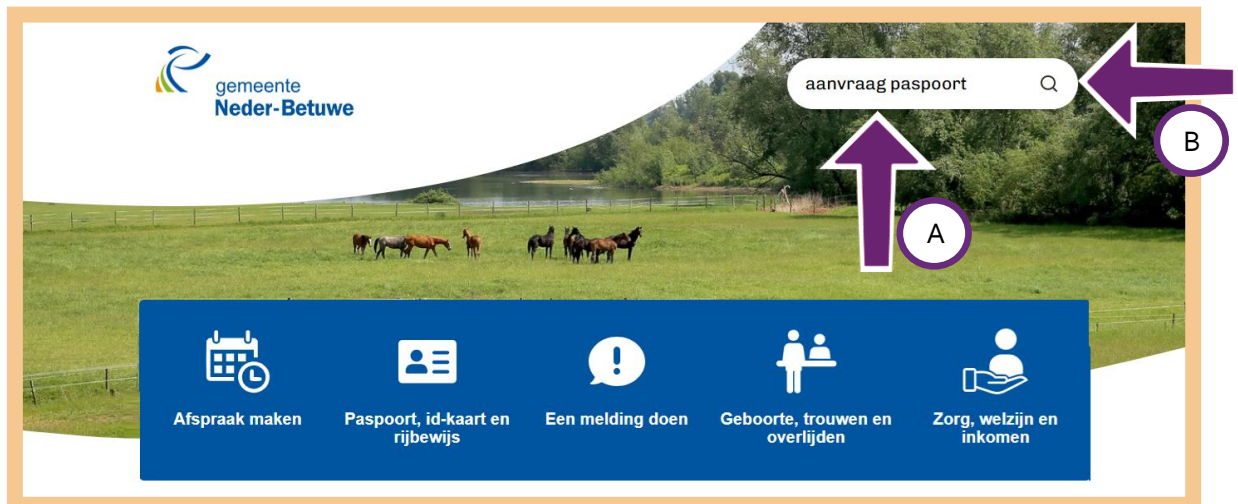 gemeente
Neder-Betuwe
aanvraag paspoort
B
A
Afspraak maken
Paspoort, id-kaart en
rijbewijs
Een melding doen
Geboorte, trouwen en
overlijden
Zorg, welzijn en
inkomen